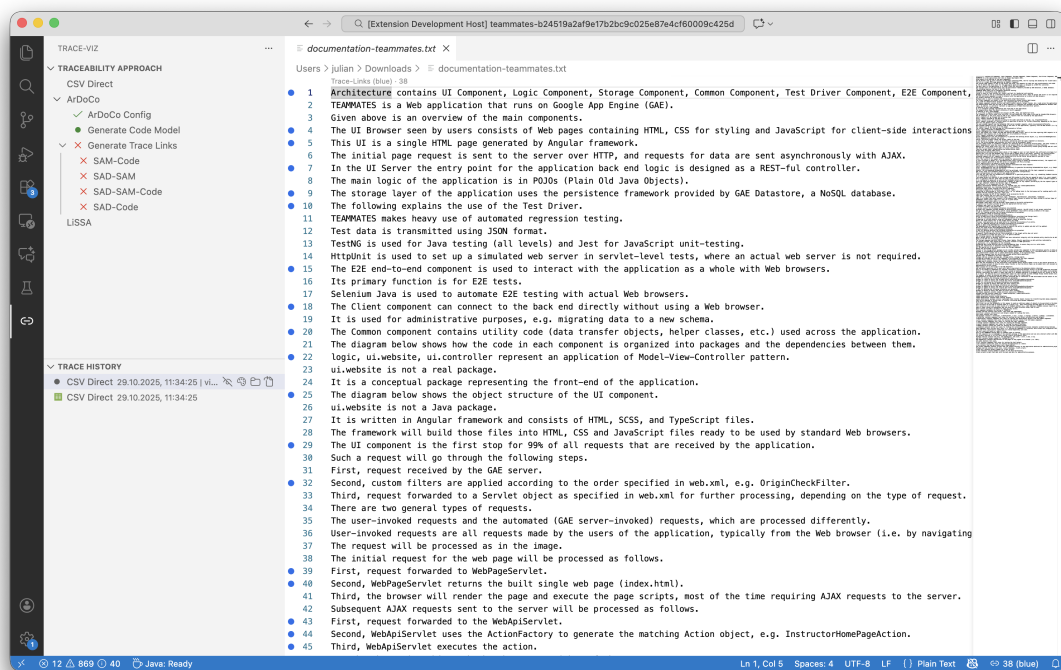 [Extension Development Host] teammates-b24519a2af9e17b2bc9c025e87e4cf60009c425d
TRACE-VIZ
TRACEABILITY APPROACH
CSV Direct
ArDoCo
ArDoCo Config
Generate Code Model
Generate Trace Links
SAM-Code
SAD-SAM
SAD-SAM-Code
SAD-Code
LiSSA
3
TRACE HISTORY
CSV Direct 29.10.2025, 11:34:25 | vi...
CSV Direct 29.10.2025, 11:34:25
1
documentation-teammates.txt
Users > julian > Downloads > documentation-teammates.txt
Trace-Links (blue) - 38
1 Architecture contains UI Component, Logic Component, Storage Component, Common Component, Test Driver Component, E2E Component,
2 TEAMMATES is a Web application that runs on Google App Engine (GAE).
3 Given above is an overview of the main components.
4 The UI Browser seen by users consists of Web pages containing HTML, CSS for styling and JavaScript for client-side interactions
5 This UI is a single HTML page generated by Angular framework.
6 The initial page request is sent to the server over HTTP, and requests for data are sent asynchronously with AJAX.
7 In the UI Server the entry point for the application back end logic is designed as a REST-ful controller.
8 The main logic of the application is in POJOs (Plain Old Java Objects).
9 The storage layer of the application uses the persistence framework provided by GAE Datastore, a NoSQL database.
10 The following explains the use of the Test Driver.
11 TEAMMATES makes heavy use of automated regression testing.
12 Test data is transmitted using JSON format.
13 TestNG is used for Java testing (all levels) and Jest for JavaScript unit-testing.
14 HttpUnit is used to set up a simulated web server in servlet-level tests, where an actual web server is not required.
15 The E2E end-to-end component is used to interact with the application as a whole with Web browsers.
16 Its primary function is for E2E tests.
17 Selenium Java is used to automate E2E testing with actual Web browsers.
18 The Client component can connect to the back end directly without using a Web browser.
19 It is used for administrative purposes, e.g. migrating data to a new schema.
20 The Common component contains utility code (data transfer objects, helper classes, etc.) used across the application.
21 The diagram below shows how the code in each component is organized into packages and the dependencies between them.
22 logic, ui.website, ui.controller represent an application of Model-View-Controller pattern.
23 ui.website is not a real package.
24 It is a conceptual package representing the front-end of the application.
25 The diagram below shows the object structure of the UI component.
26 ui.website is not a Java package.
27 It is written in Angular framework and consists of HTML, SCSS, and TypeScript files.
28 The framework will build those files into HTML, CSS and JavaScript files ready to be used by standard Web browsers.
29 The UI component is the first stop for 99% of all requests that are received by the application.
30 Such a request will go through the following steps.
31 First, request received by the GAE server.
32 Second, custom filters are applied according to the order specified in web.xml, e.g. OriginCheckFilter.
33 Third, request forwarded to a Servlet object as specified in web.xml for further processing, depending on the type of request.
34 There are two general types of requests.
35 The user-invoked requests and the automated (GAE server-invoked) requests, which are processed differently.
36 User-invoked requests are all requests made by the users of the application, typically from the Web browser (i.e. by navigating
37 The request will be processed as in the image.
38 The initial request for the web page will be processed as follows.
39 First, request forwarded to WebPageServlet.
40 Second, WebPageServlet returns the built single web page (index.html).
41 Third, the browser will render the page and execute the page scripts, most of the time requiring AJAX requests to the server.
42 Subsequent AJAX requests sent to the server will be processed as follows.
43 First, request forwarded to the WebApiServlet.
44 Second, WebApiServlet uses the ActionFactory to generate the matching Action object, e.g. InstructorHomePageAction.
45 Third, WebApiServlet executes the action.
12 869 40 Java: Ready Ln 1, Col 5 Spaces: 4 UTF-8 LF { } Plain Text 38 (blue)